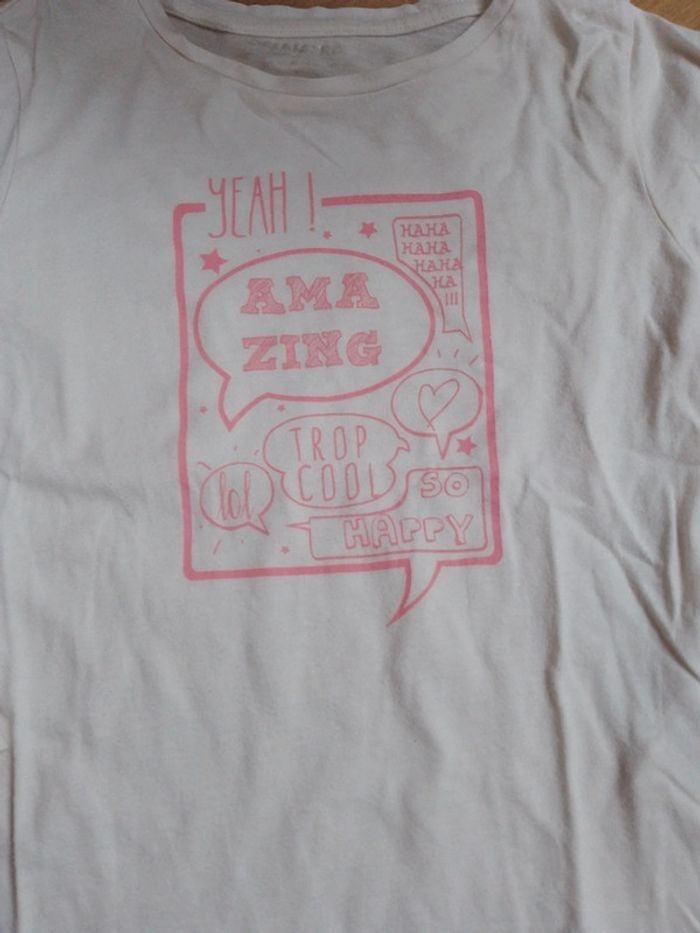 YEAH !
HAHA
HAHA
HAHA
HA
!!!
AMA
ZING
TROP
COOL
lol
SO
HAPPY